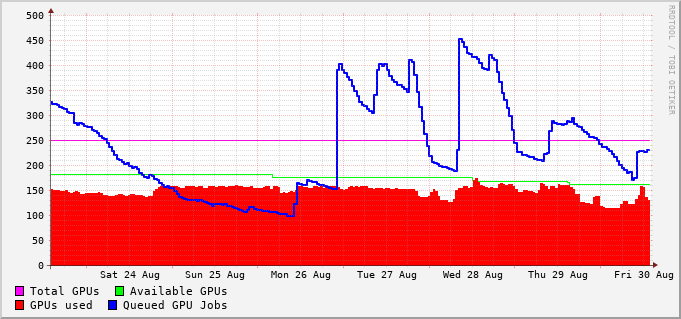 500
450
400
350
300
250
200
150
100
50
0
Sat 24 Aug Sun 25 Aug Mon 26 Aug Tue 27 Aug Wed 28 Aug Thu 29 Aug Fri 30 Aug
Total GPUs Available GPUs
GPUs used Queued GPU Jobs
RRDTOOL / TOBI OETIKER